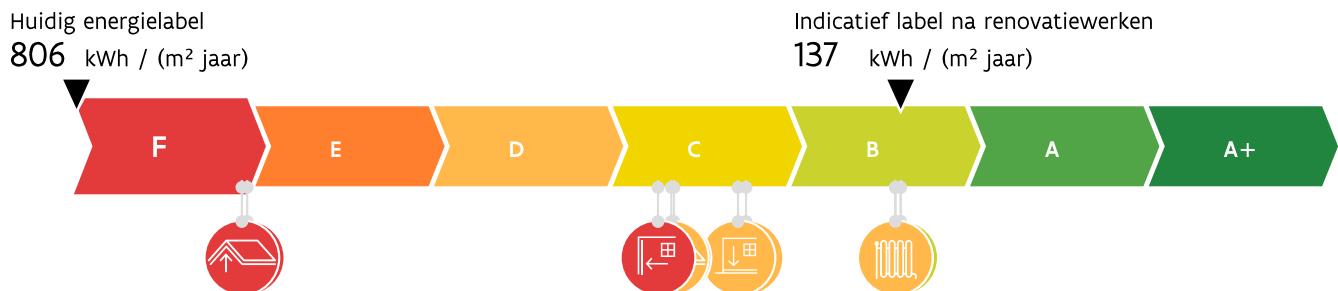 Huidig energielabel
806 kWh / (m² jaar)
Indicatief label na renovatiewerken
137 kWh / (m² jaar)
F E D C B A A+